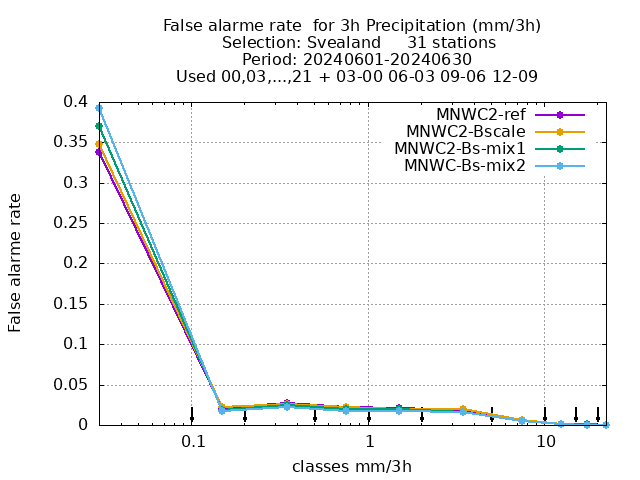 False alarme rate  for 3h Precipitation (mm/3h)
Selection: Svealand     31 stations
Period: 20240601-20240630
Used 00,03,...,21 + 03-00 06-03 09-06 12-09
MNWC2-ref
MNWC2-Bscale
MNWC2-Bs-mix1
MNWC-Bs-mix2
False alarme rate
0.4
0.35
0.3
0.25
0.2
0.15
0.1
0.05
0
0.1 1 10
classes mm/3h